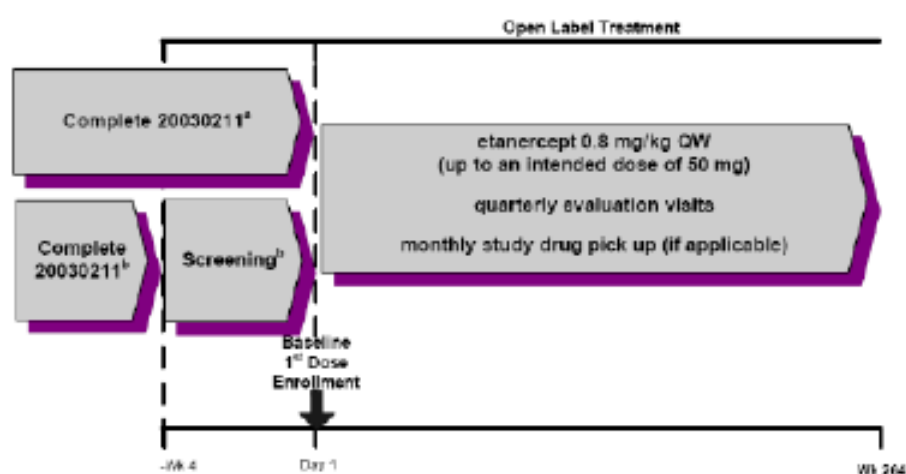 Open Label Treatment
Complete 20030211ᵃ
etanercept 0.8 mg/kg QW
(up to an intended dose of 50 mg)
quarterly evaluation visits
monthly study drug pick up (if applicable)
Complete
20030211ᵇ
Screeningᵇ
Baseline
1ˢᵗ Dose
Enrollment
-Wk 4
Day 1
Wk 264